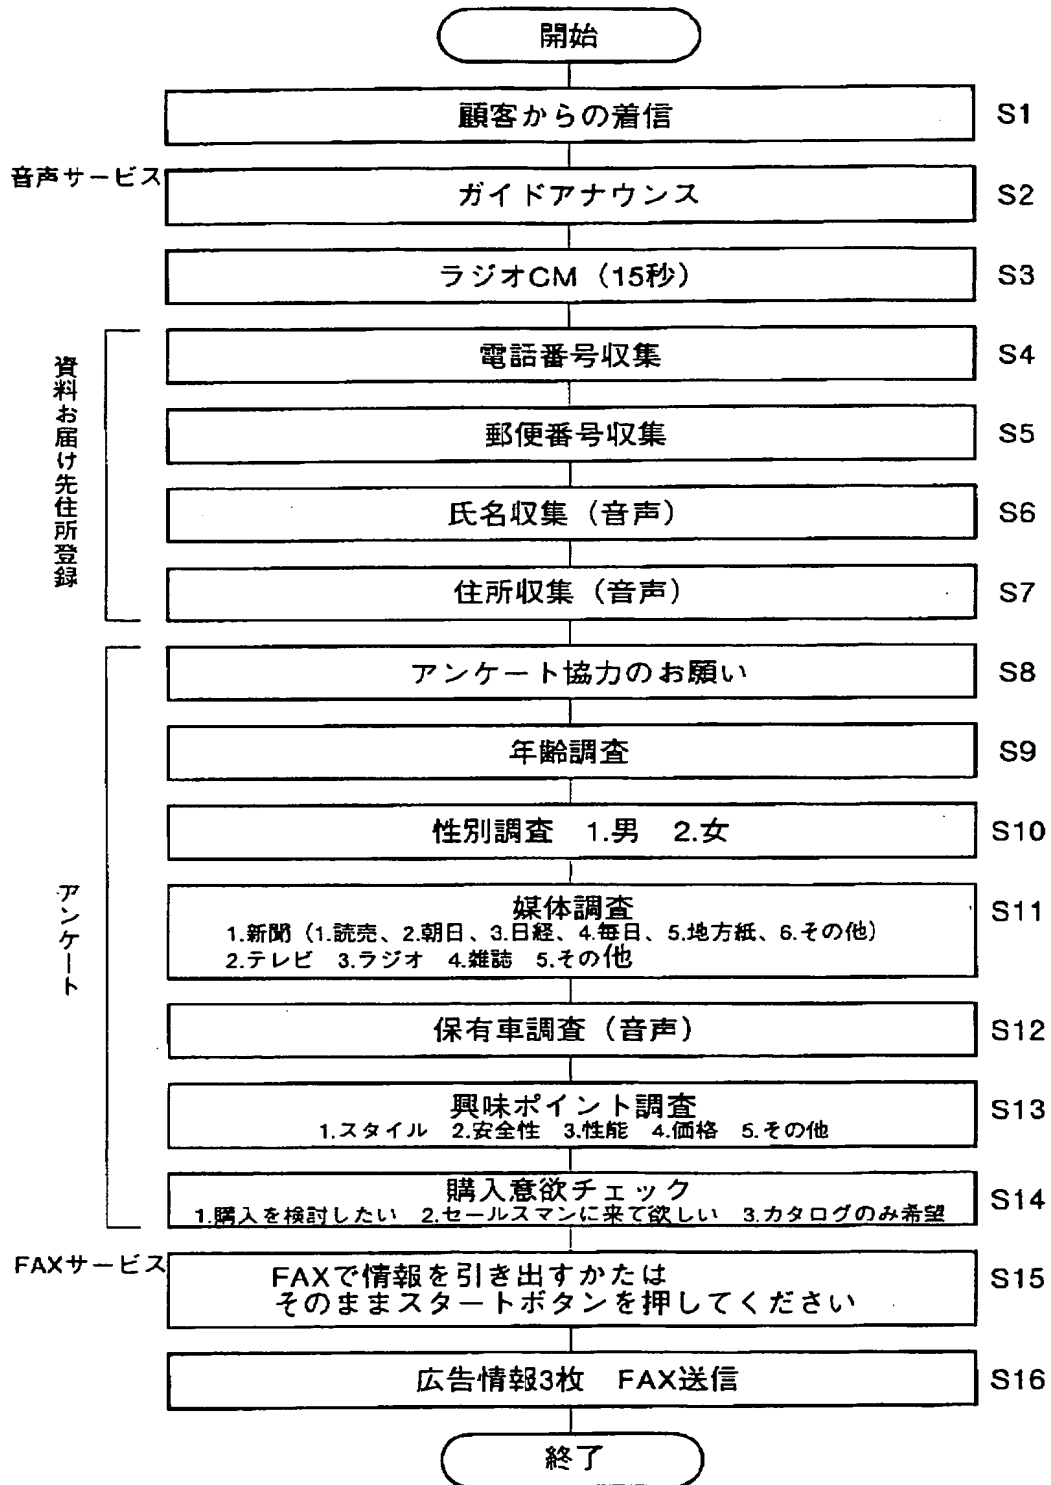 開始
顧客からの着信 S1
音声サービス
ガイドアナウンス S2
ラジオCM（15秒） S3
資料お届け先住所登録
電話番号収集 S4
郵便番号収集 S5
氏名収集（音声） S6
住所収集（音声） S7
アンケート
アンケート協力のお願い S8
年齢調査 S9
性別調査 1.男 2.女 S10
媒体調査 S11
1.新聞（1.読売、2.朝日、3.日経、4.毎日、5.地方紙、6.その他）
2.テレビ 3.ラジオ 4.雑誌 5.その他
保有車調査（音声） S12
興味ポイント調査 S13
1.スタイル 2.安全性 3.性能 4.価格 5.その他
購入意欲チェック S14
1.購入を検討したい 2.セールスマンに来て欲しい 3.カタログのみ希望
FAXサービス
FAXで情報を引き出すかたは S15
そのままスタートボタンを押してください
広告情報3枚 FAX送信 S16
終了